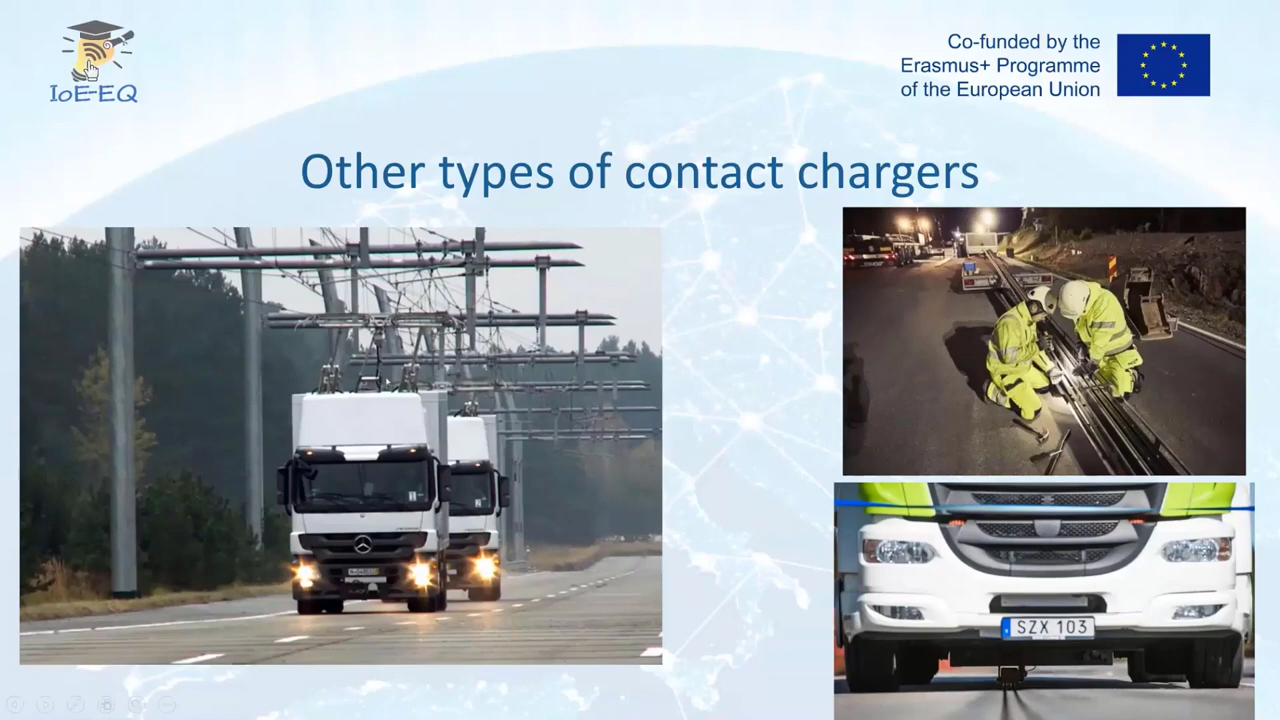 IoE-EQ
Co-funded by the
Erasmus+ Programme
of the European Union
Other types of contact chargers
SZX 103